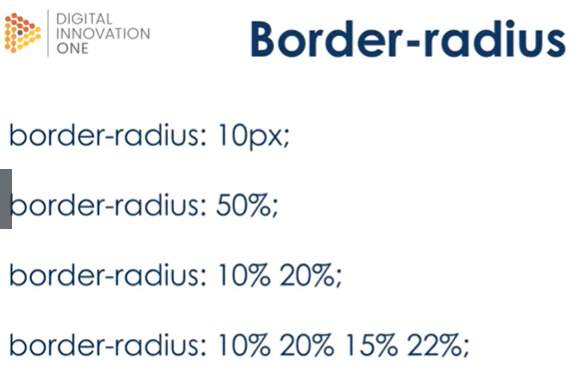 DIGITAL
INNOVATION
ONE
Border-radius
border-radius: 10px;
border-radius: 50%;
border-radius: 10% 20%;
border-radius: 10% 20% 15% 22%;